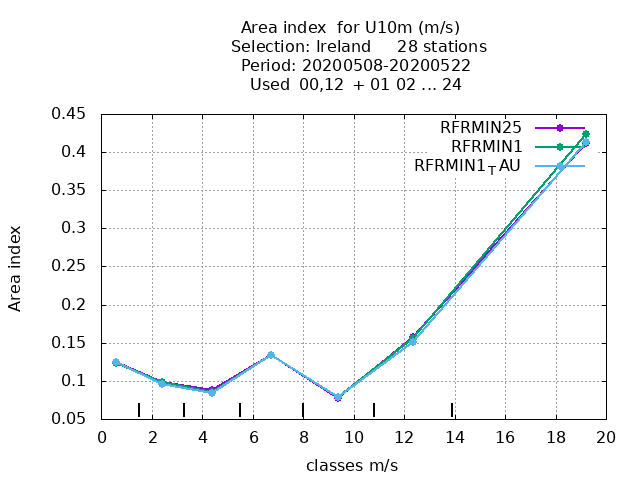 Area index  for U10m (m/s)
Selection: Ireland     28 stations
Period: 20200508-20200522
Used  00,12  + 01 02 ... 24
RFRMIN25
RFRMIN1
RFRMIN1TAU
0.45
0.4
0.35
0.3
0.25
0.2
0.15
0.1
0.05
Area index
0 2 4 6 8 10 12 14 16 18 20
classes m/s